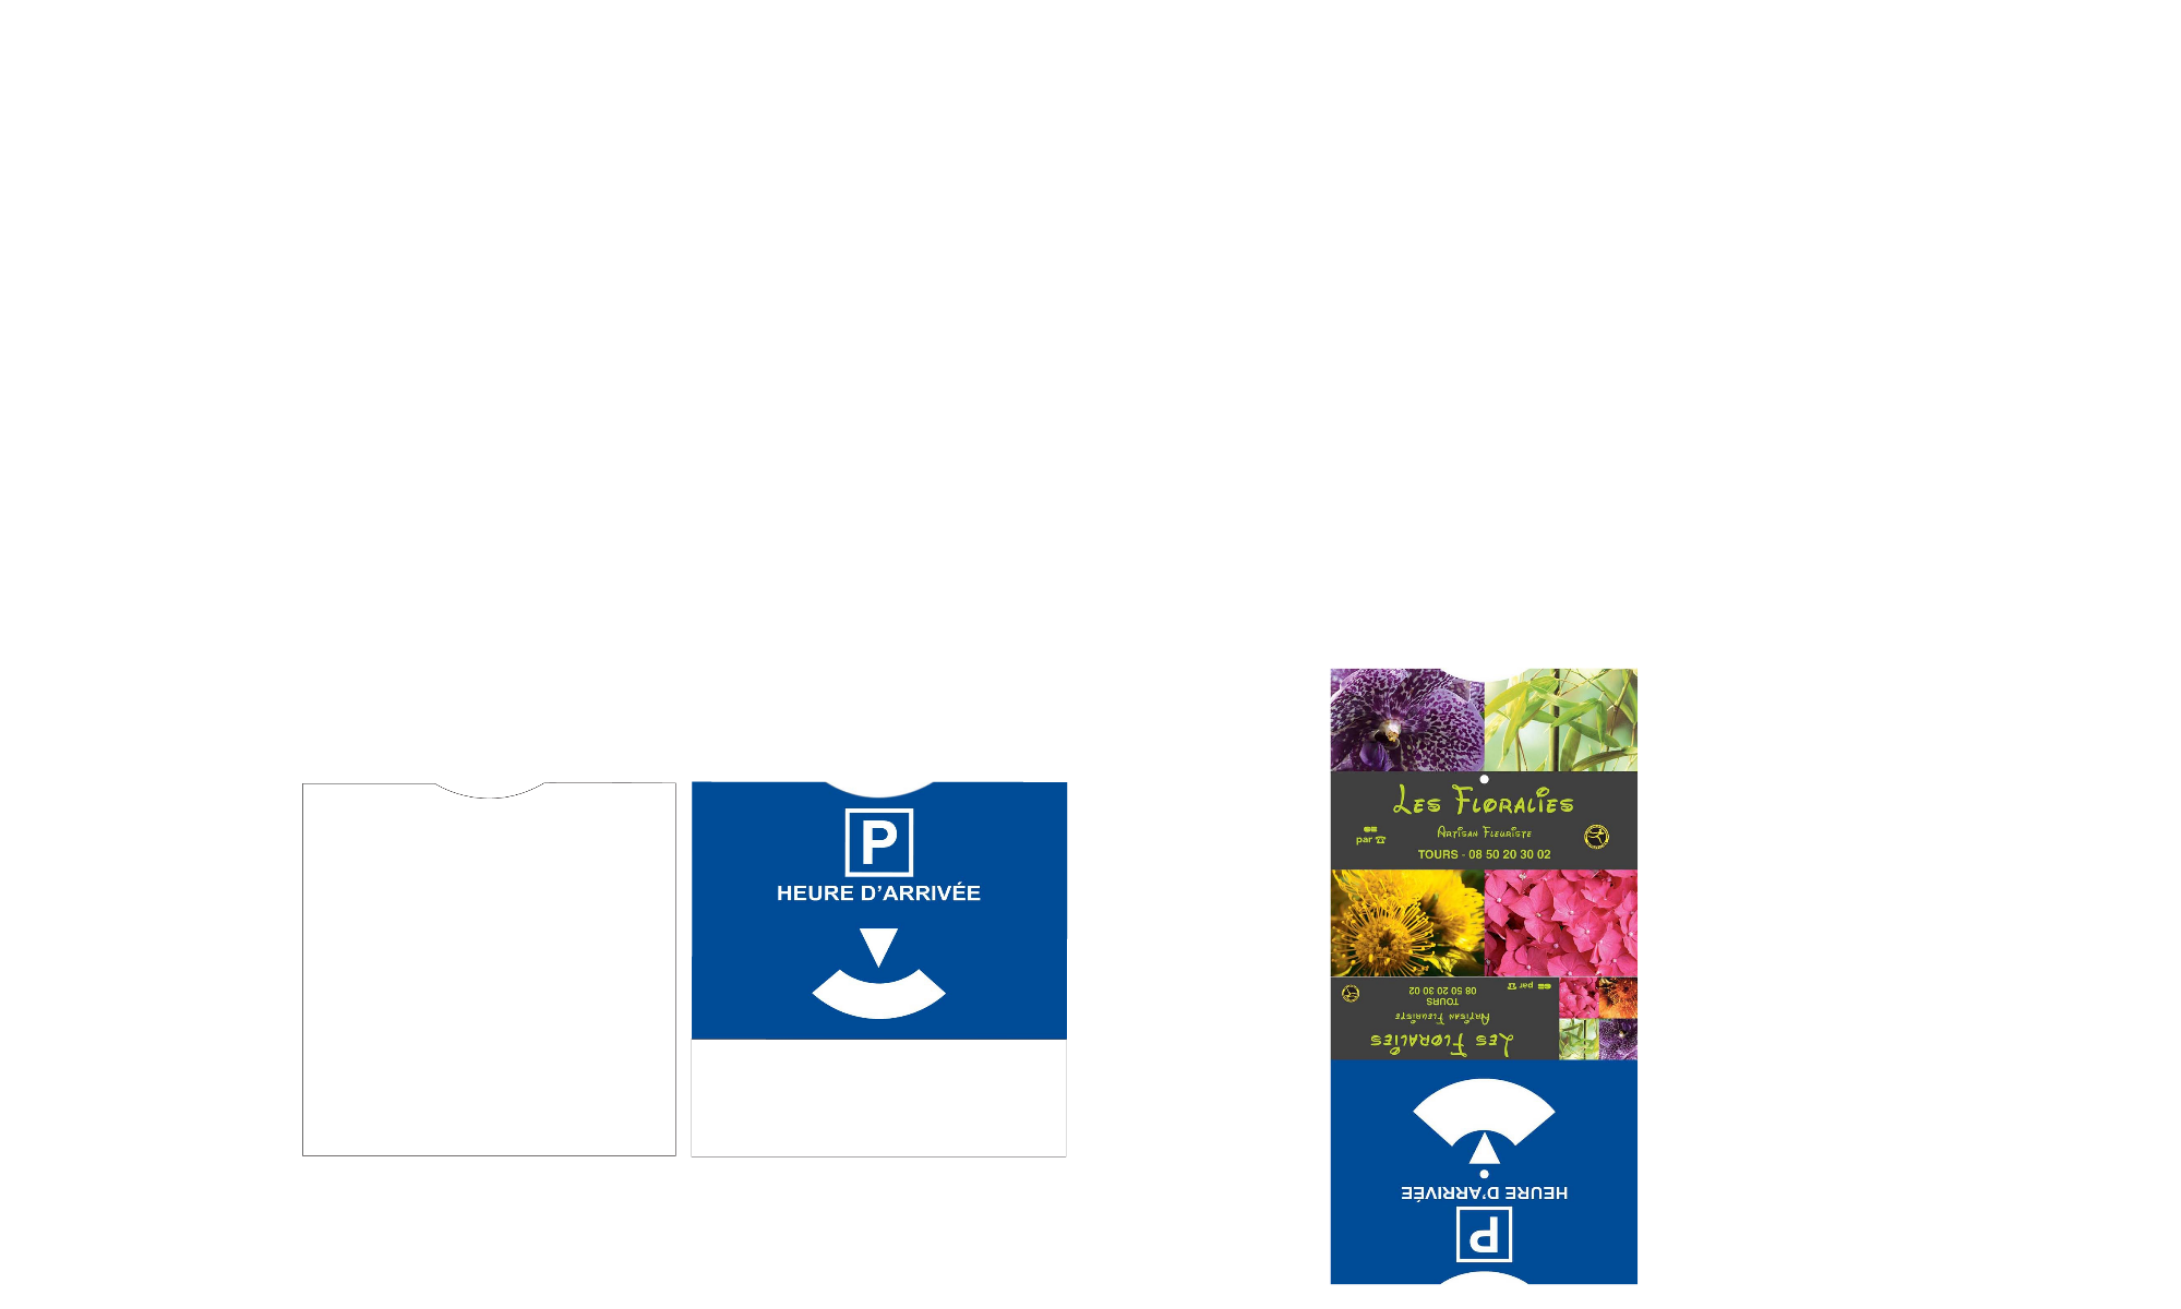 P
HEURE D'ARRIVÉE
Les Floralies
Artisan Fleuriste
par ☎
TOURS - 08 50 20 30 02
par ☎
08 50 20 30 02
TOURS
Artisan Fleuriste
Les Floralies
HEURE D'ARRIVÉE
P